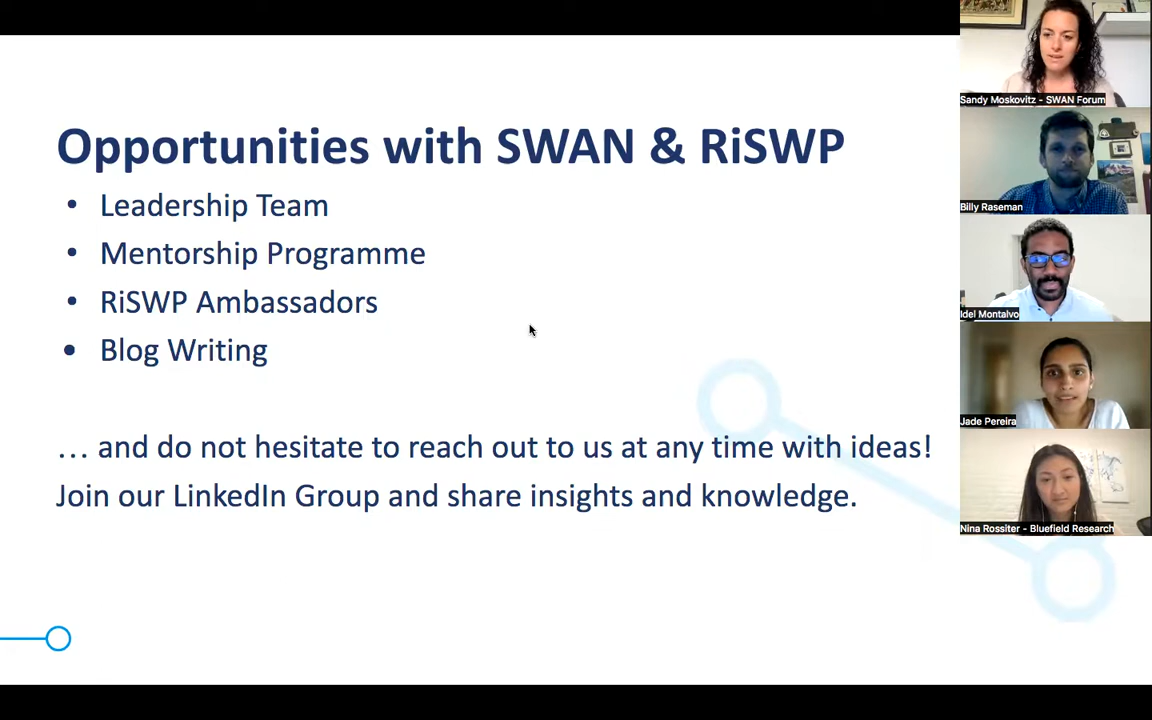 Opportunities with SWAN & RiSWP
• Leadership Team
• Mentorship Programme
• RiSWP Ambassadors
• Blog Writing
… and do not hesitate to reach out to us at any time with ideas!
Join our LinkedIn Group and share insights and knowledge.
Sandy Moskovitz - SWAN Forum
Billy Raseman
Idel Montalvo
Jade Pereira
Nina Rossiter - Bluefield Research